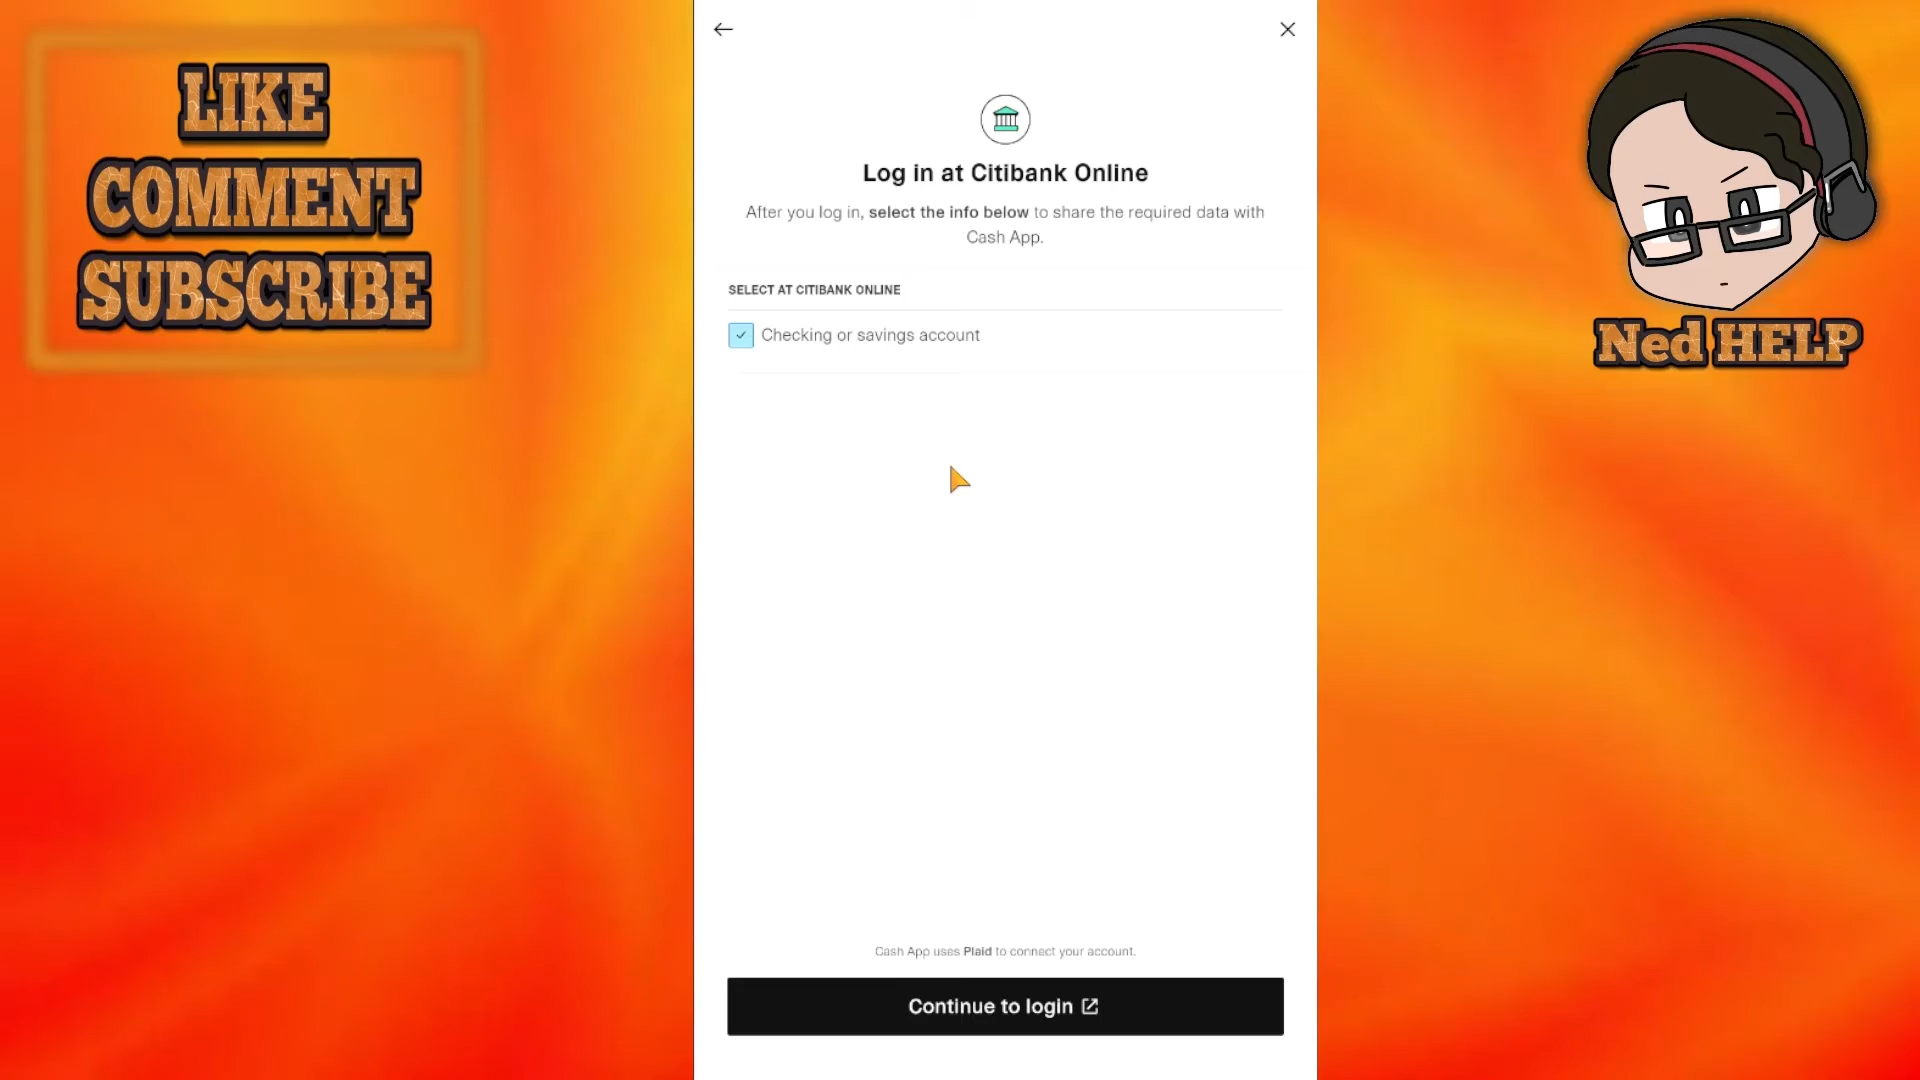 LIKE
COMMENT
SUBSCRIBE
Log in at Citibank Online
After you log in, select the info below to share the required data with
Cash App.
SELECT AT CITIBANK ONLINE
Checking or savings account
Cash App uses Plaid to connect your account.
Continue to login
Ned HELP